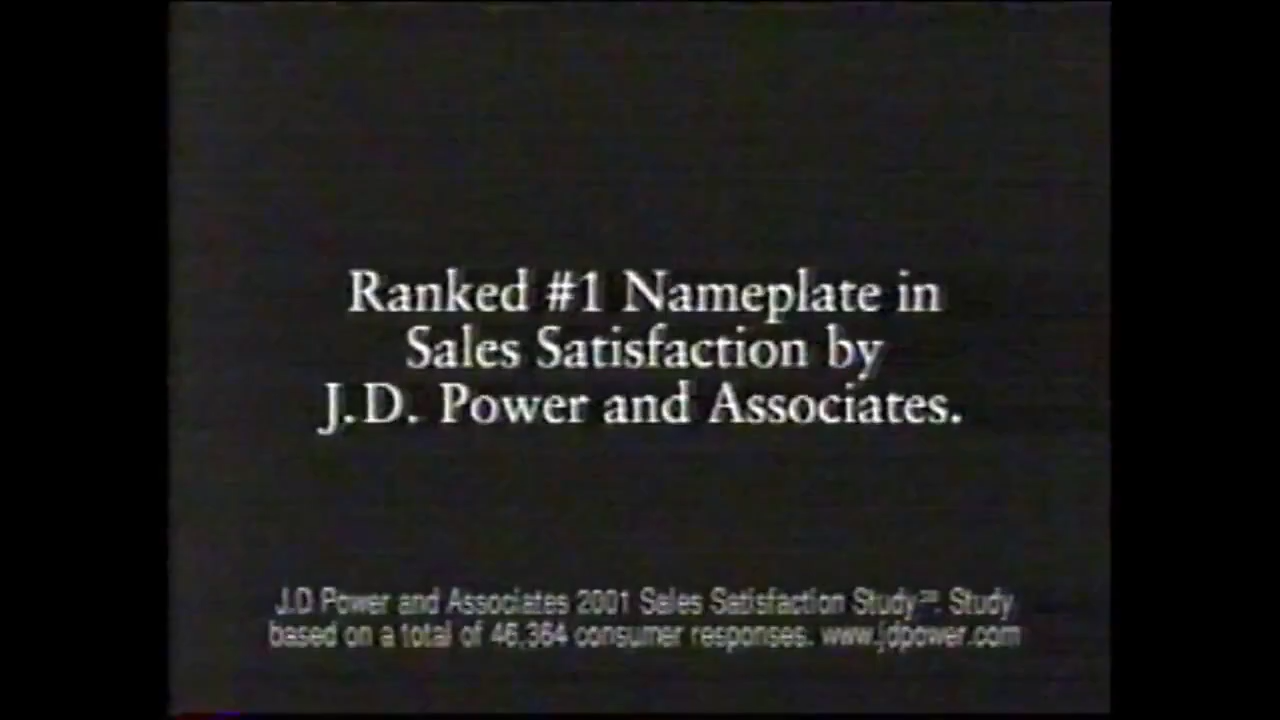 Ranked #1 Nameplate in
Sales Satisfaction by
J.D. Power and Associates.
J.D Power and Associates 2001 Sales Satisfaction Study℠. Study
based on a total of 46,364 consumer responses. www.jdpower.com